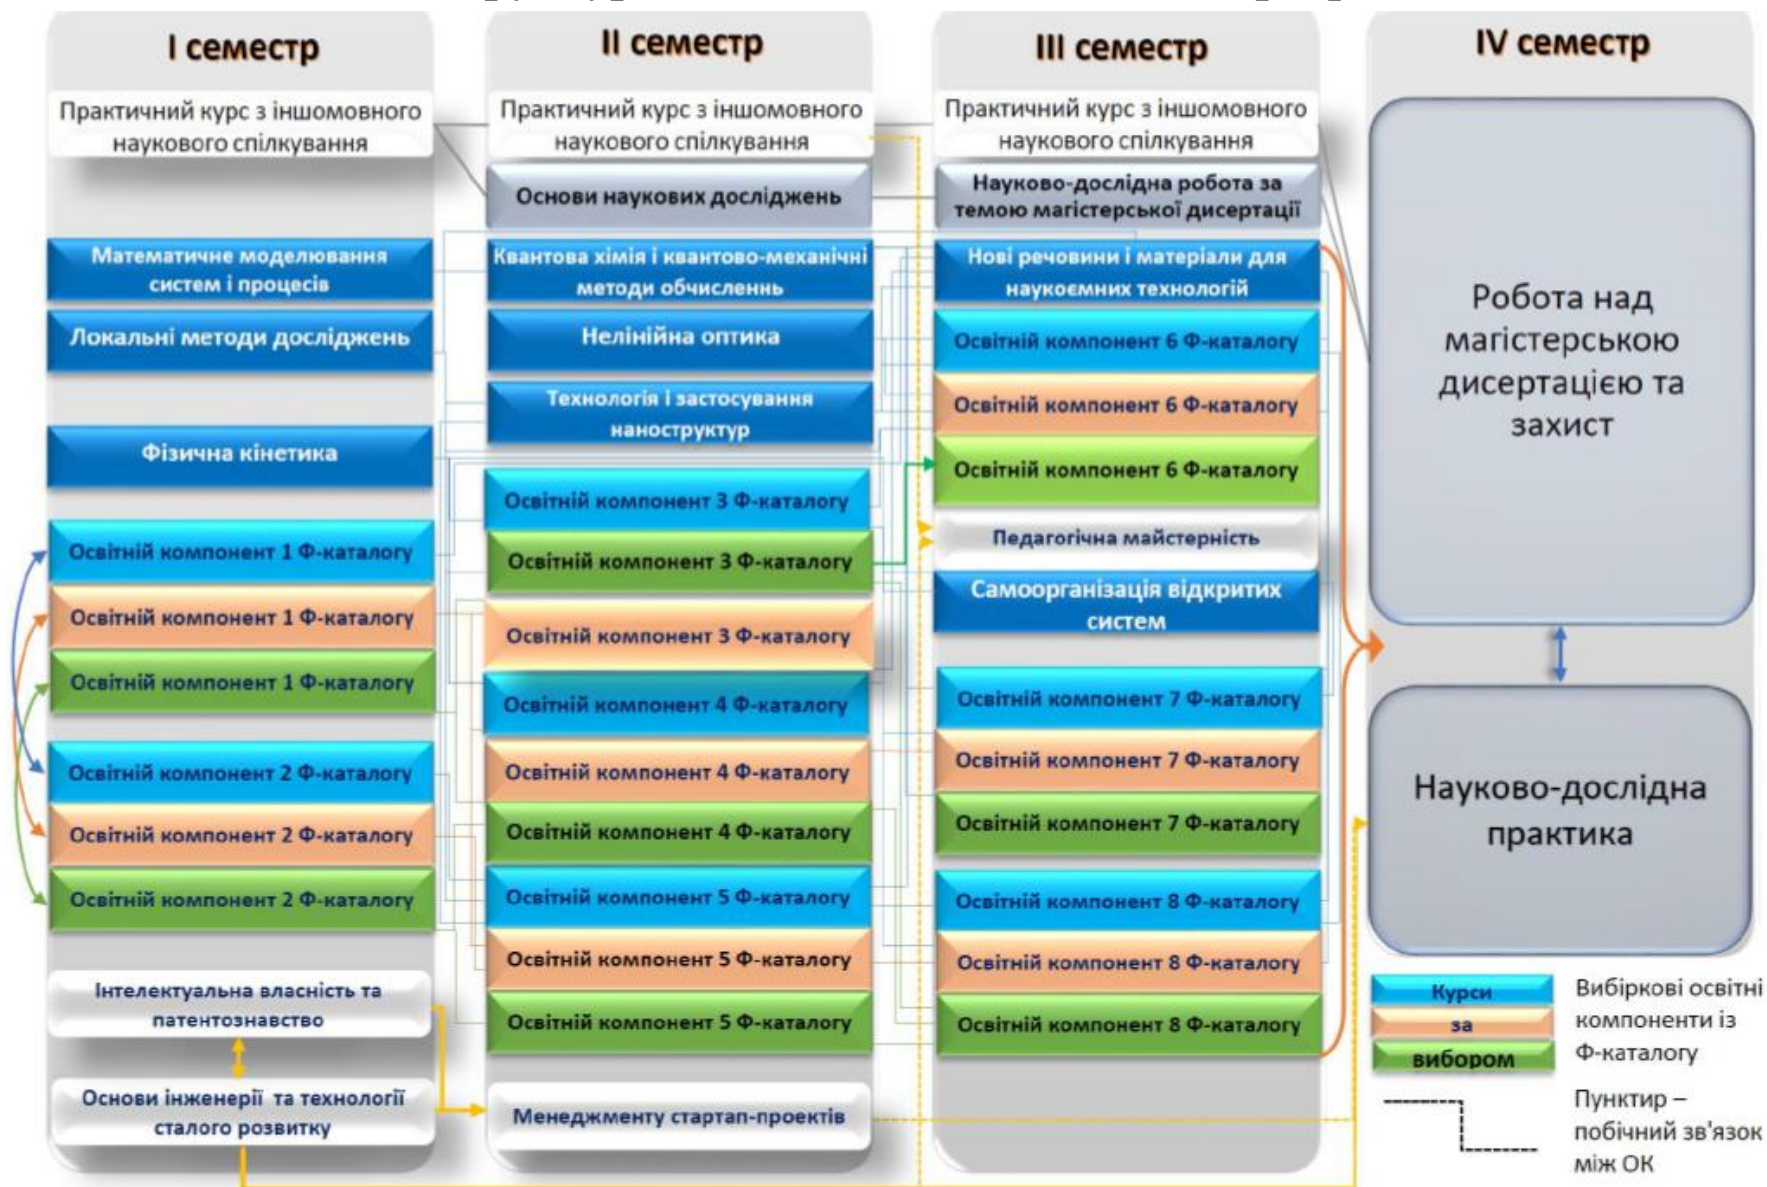 I семестр
Практичний курс з іншомовного
наукового спілкування
Математичне моделювання
систем і процесів
Локальні методи досліджень
Фізична кінетика
Освітній компонент 1 Ф-каталогу
Освітній компонент 1 Ф-каталогу
Освітній компонент 1 Ф-каталогу
Освітній компонент 2 Ф-каталогу
Освітній компонент 2 Ф-каталогу
Освітній компонент 2 Ф-каталогу
Інтелектуальна власність та
патентознавство
Основи інженерії та технології
сталого розвитку
II семестр
Практичний курс з іншомовного
наукового спілкування
Основи наукових досліджень
Квантова хімія і квантово-механічні
методи обчисленнь
Нелінійна оптика
Технологія і застосування
наноструктур
Освітній компонент 3 Ф-каталогу
Освітній компонент 3 Ф-каталогу
Освітній компонент 3 Ф-каталогу
Освітній компонент 4 Ф-каталогу
Освітній компонент 4 Ф-каталогу
Освітній компонент 4 Ф-каталогу
Освітній компонент 5 Ф-каталогу
Освітній компонент 5 Ф-каталогу
Освітній компонент 5 Ф-каталогу
Менеджменту стартап-проектів
III семестр
Практичний курс з іншомовного
наукового спілкування
Науково-дослідна робота за
темою магістерської дисертації
Нові речовини і матеріали для
наукоємних технологій
Освітній компонент 6 Ф-каталогу
Освітній компонент 6 Ф-каталогу
Освітній компонент 6 Ф-каталогу
Педагогічна майстерність
Самоорганізація відкритих
систем
Освітній компонент 7 Ф-каталогу
Освітній компонент 7 Ф-каталогу
Освітній компонент 7 Ф-каталогу
Освітній компонент 8 Ф-каталогу
Освітній компонент 8 Ф-каталогу
Освітній компонент 8 Ф-каталогу
IV семестр
Робота над
магістерською
дисертацією та
захист
Науково-дослідна
практика
Курси
за
вибором
Вибіркові освітні
компоненти із
Ф-каталогу
Пунктир –
побічний зв'язок
між ОК